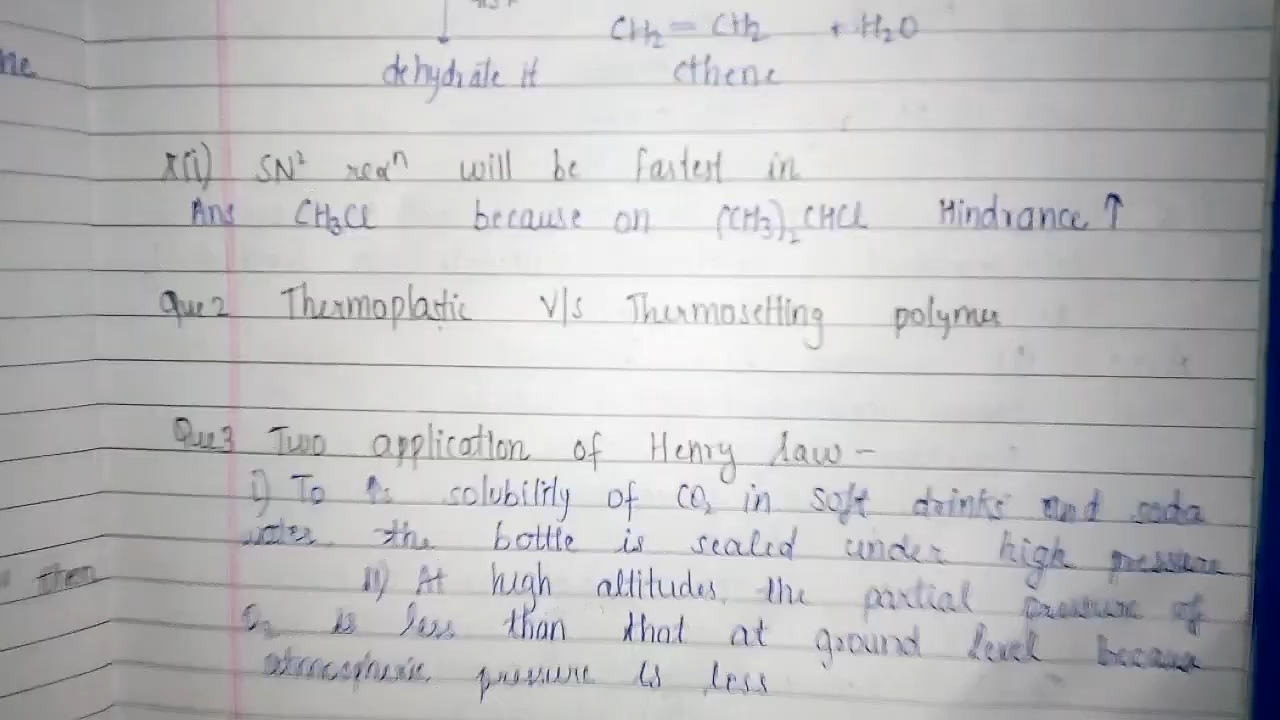 CH₂ = CH₂ + H₂O
dehydrate it ethene
x(i) SN² reaⁿ will be fastest in
Ans CH₃Cl because on (CH₃)₂CHCl Hindrance ↑
Que2 Thermoplastic V/s Thermosetting polymer
Que3 Two application of Henry law -
i) To ↑s solubility of CO₂ in soft drinks and soda
water the bottle is sealed under high pressure
then
ii) At high altitudes the partial pressure of
O₂ is less than that at ground level because
atmospheric pressure is less